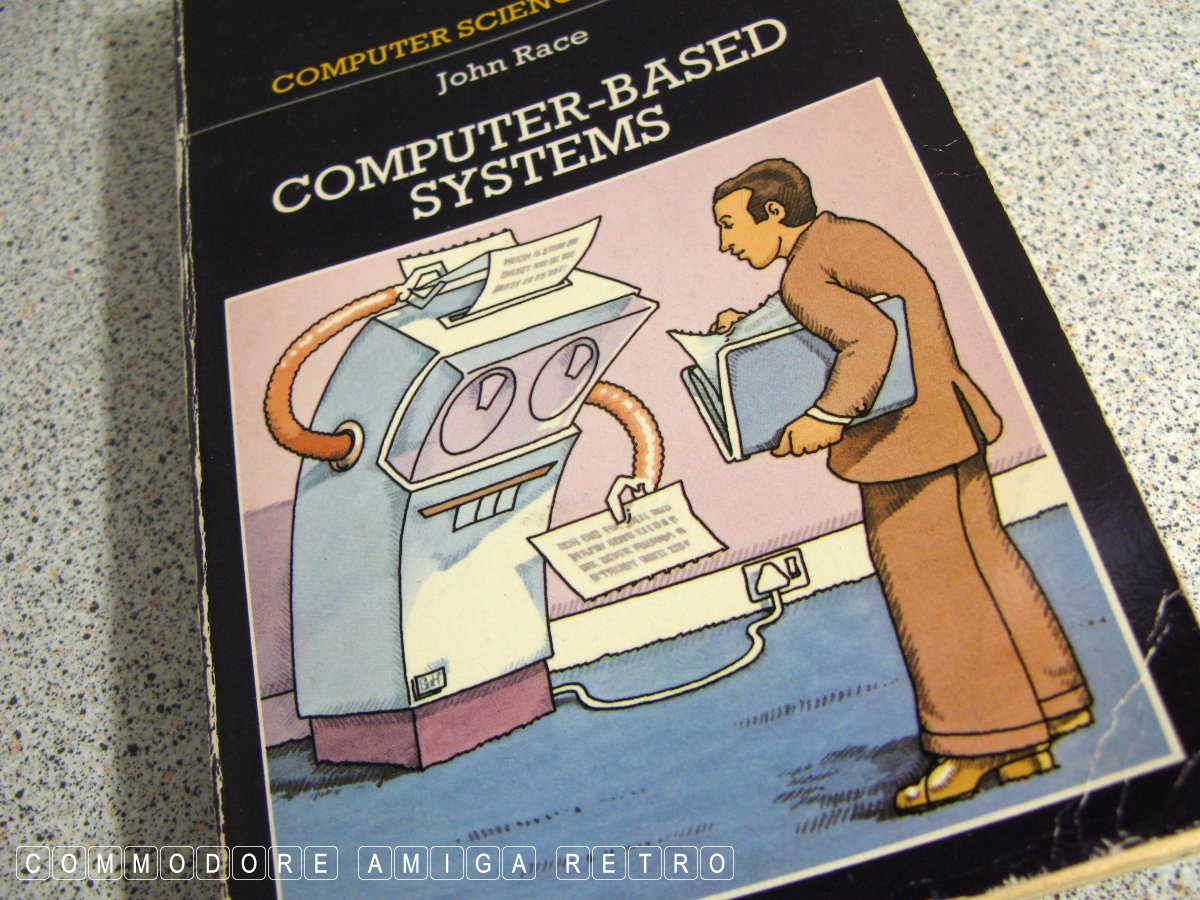 COMPUTER SCIENC
John Race
COMPUTER-BASED
SYSTEMS
COMMODORE AMIGA RETRO